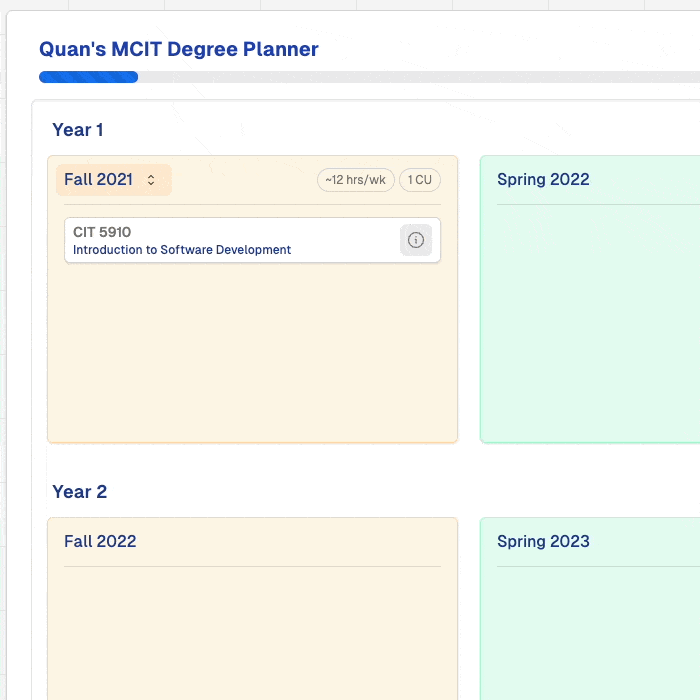 Quan's MCIT Degree Planner
Year 1
Fall 2021
~12 hrs/wk
1 CU
Spring 2022
CIT 5910
Introduction to Software Development
Year 2
Fall 2022
Spring 2023